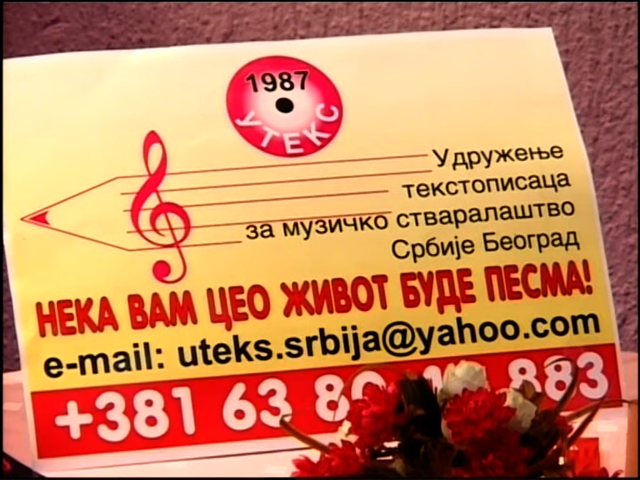 1987
УТЕКС
Удружење
текстописаца
за музичко стваралаштво
Србије Београд
НЕКА ВАМ ЦЕО ЖИВОТ БУДЕ ПЕСМА!
e-mail: uteks.srbija@yahoo.com
+381 63 883